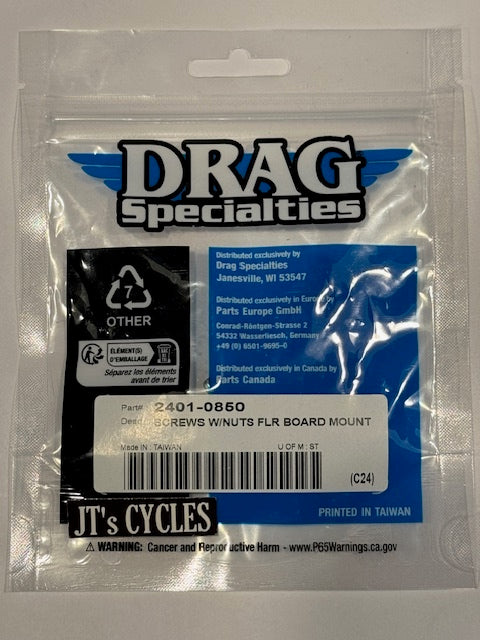 DRAG
Specialties
Distributed exclusively by
Drag Specialties
Janesville, WI 53547
Distributed exclusively in Europe by
Parts Europe GmbH
Conrad-Röntgen-Strasse 2
54332 Wasserliesch, Germany
+49 (0) 6501-9695-0
Distributed exclusively in Canada by
Parts Canada
7
OTHER
ÉLÉMENT(S)
D'EMBALLAGE
Séparez les éléments
avant de trier
Part# 2401-0850
Desc: SCREWS W/NUTS FLR BOARD MOUNT
Made IN : TAIWAN U OF M : ST
(C24)
JT's CYCLES
PRINTED IN TAIWAN
⚠ WARNING: Cancer and Reproductive Harm - www.P65Warnings.ca.gov